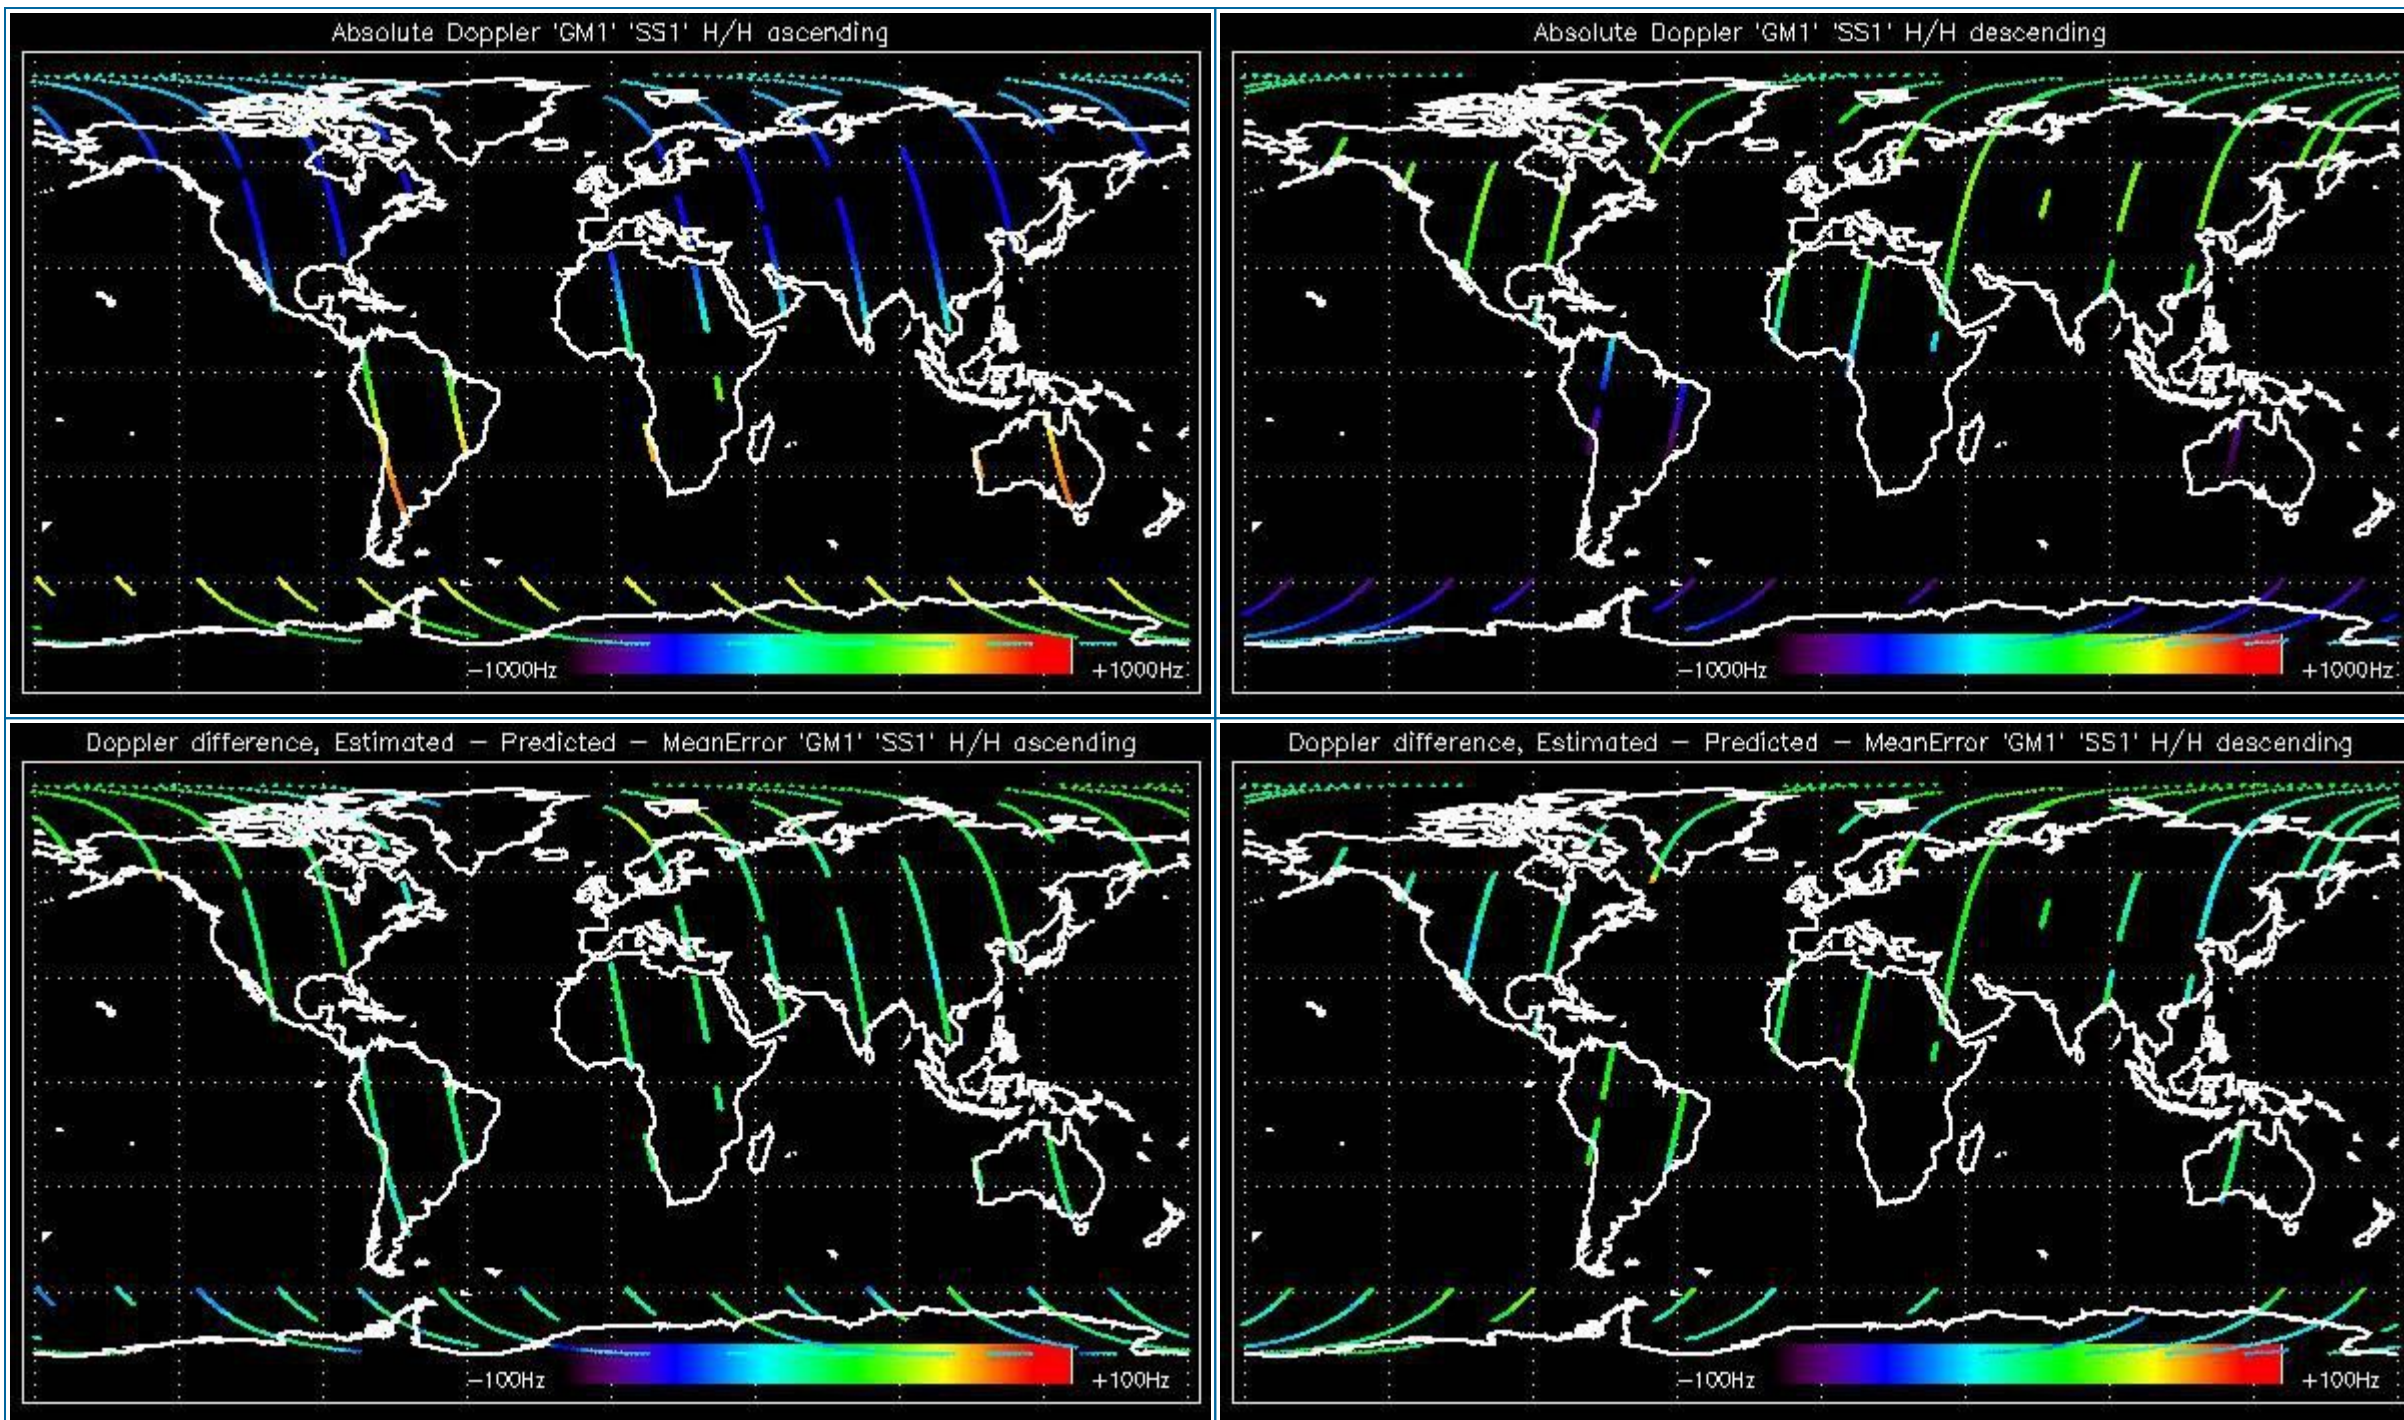 Absolute Doppler 'GM1' 'SS1' H/H ascending
-1000Hz
+1000Hz
Absolute Doppler 'GM1' 'SS1' H/H descending
-1000Hz
+1000Hz
Doppler difference, Estimated - Predicted - MeanError 'GM1' 'SS1' H/H ascending
-100Hz
+100Hz
Doppler difference, Estimated - Predicted - MeanError 'GM1' 'SS1' H/H descending
-100Hz
+100Hz